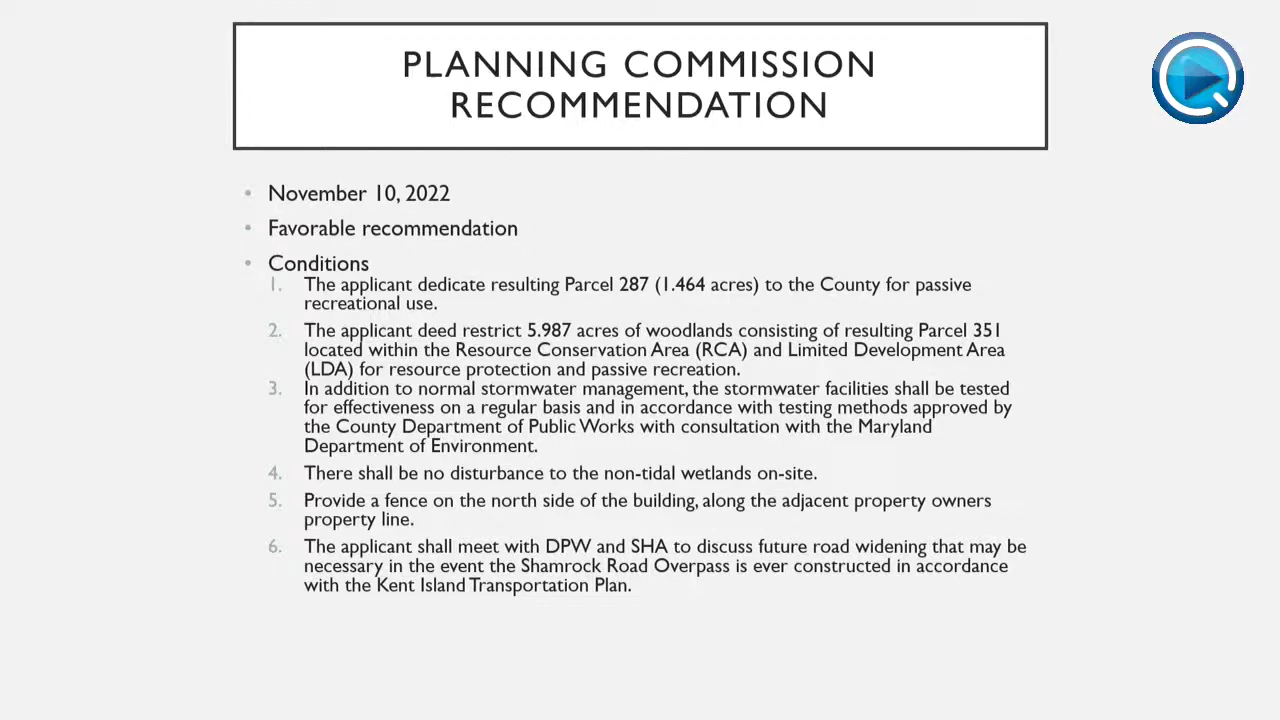 PLANNING COMMISSION
RECOMMENDATION
• November 10, 2022
• Favorable recommendation
• Conditions
1. The applicant dedicate resulting Parcel 287 (1.464 acres) to the County for passive
recreational use.
2. The applicant deed restrict 5.987 acres of woodlands consisting of resulting Parcel 351
located within the Resource Conservation Area (RCA) and Limited Development Area
(LDA) for resource protection and passive recreation.
3. In addition to normal stormwater management, the stormwater facilities shall be tested
for effectiveness on a regular basis and in accordance with testing methods approved by
the County Department of Public Works with consultation with the Maryland
Department of Environment.
4. There shall be no disturbance to the non-tidal wetlands on-site.
5. Provide a fence on the north side of the building, along the adjacent property owners
property line.
6. The applicant shall meet with DPW and SHA to discuss future road widening that may be
necessary in the event the Shamrock Road Overpass is ever constructed in accordance
with the Kent Island Transportation Plan.